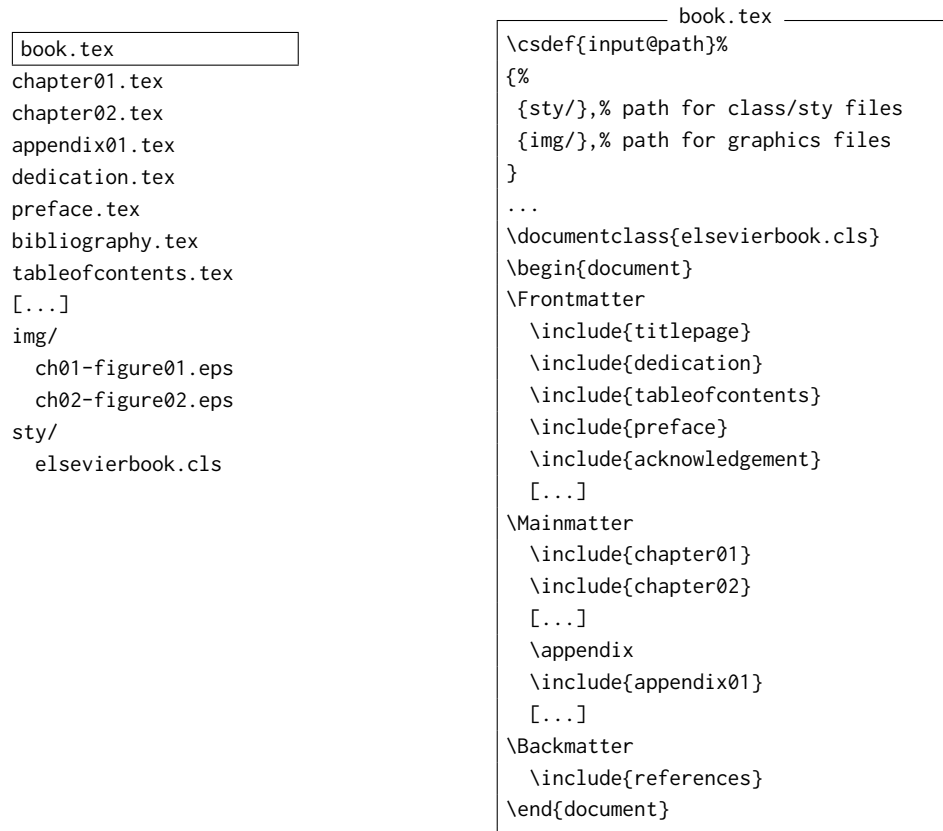 book.tex
chapter01.tex
chapter02.tex
appendix01.tex
dedication.tex
preface.tex
bibliography.tex
tableofcontents.tex
[...]
img/
  ch01-figure01.eps
  ch02-figure02.eps
sty/
  elsevierbook.cls
book.tex
\csdef{input@path}%
{%
 {sty/},% path for class/sty files
 {img/},% path for graphics files
}
...
\documentclass{elsevierbook.cls}
\begin{document}
\Frontmatter
  \include{titlepage}
  \include{dedication}
  \include{tableofcontents}
  \include{preface}
  \include{acknowledgement}
  [...]
\Mainmatter
  \include{chapter01}
  \include{chapter02}
  [...]
  \appendix
  \include{appendix01}
  [...]
\Backmatter
  \include{references}
\end{document}